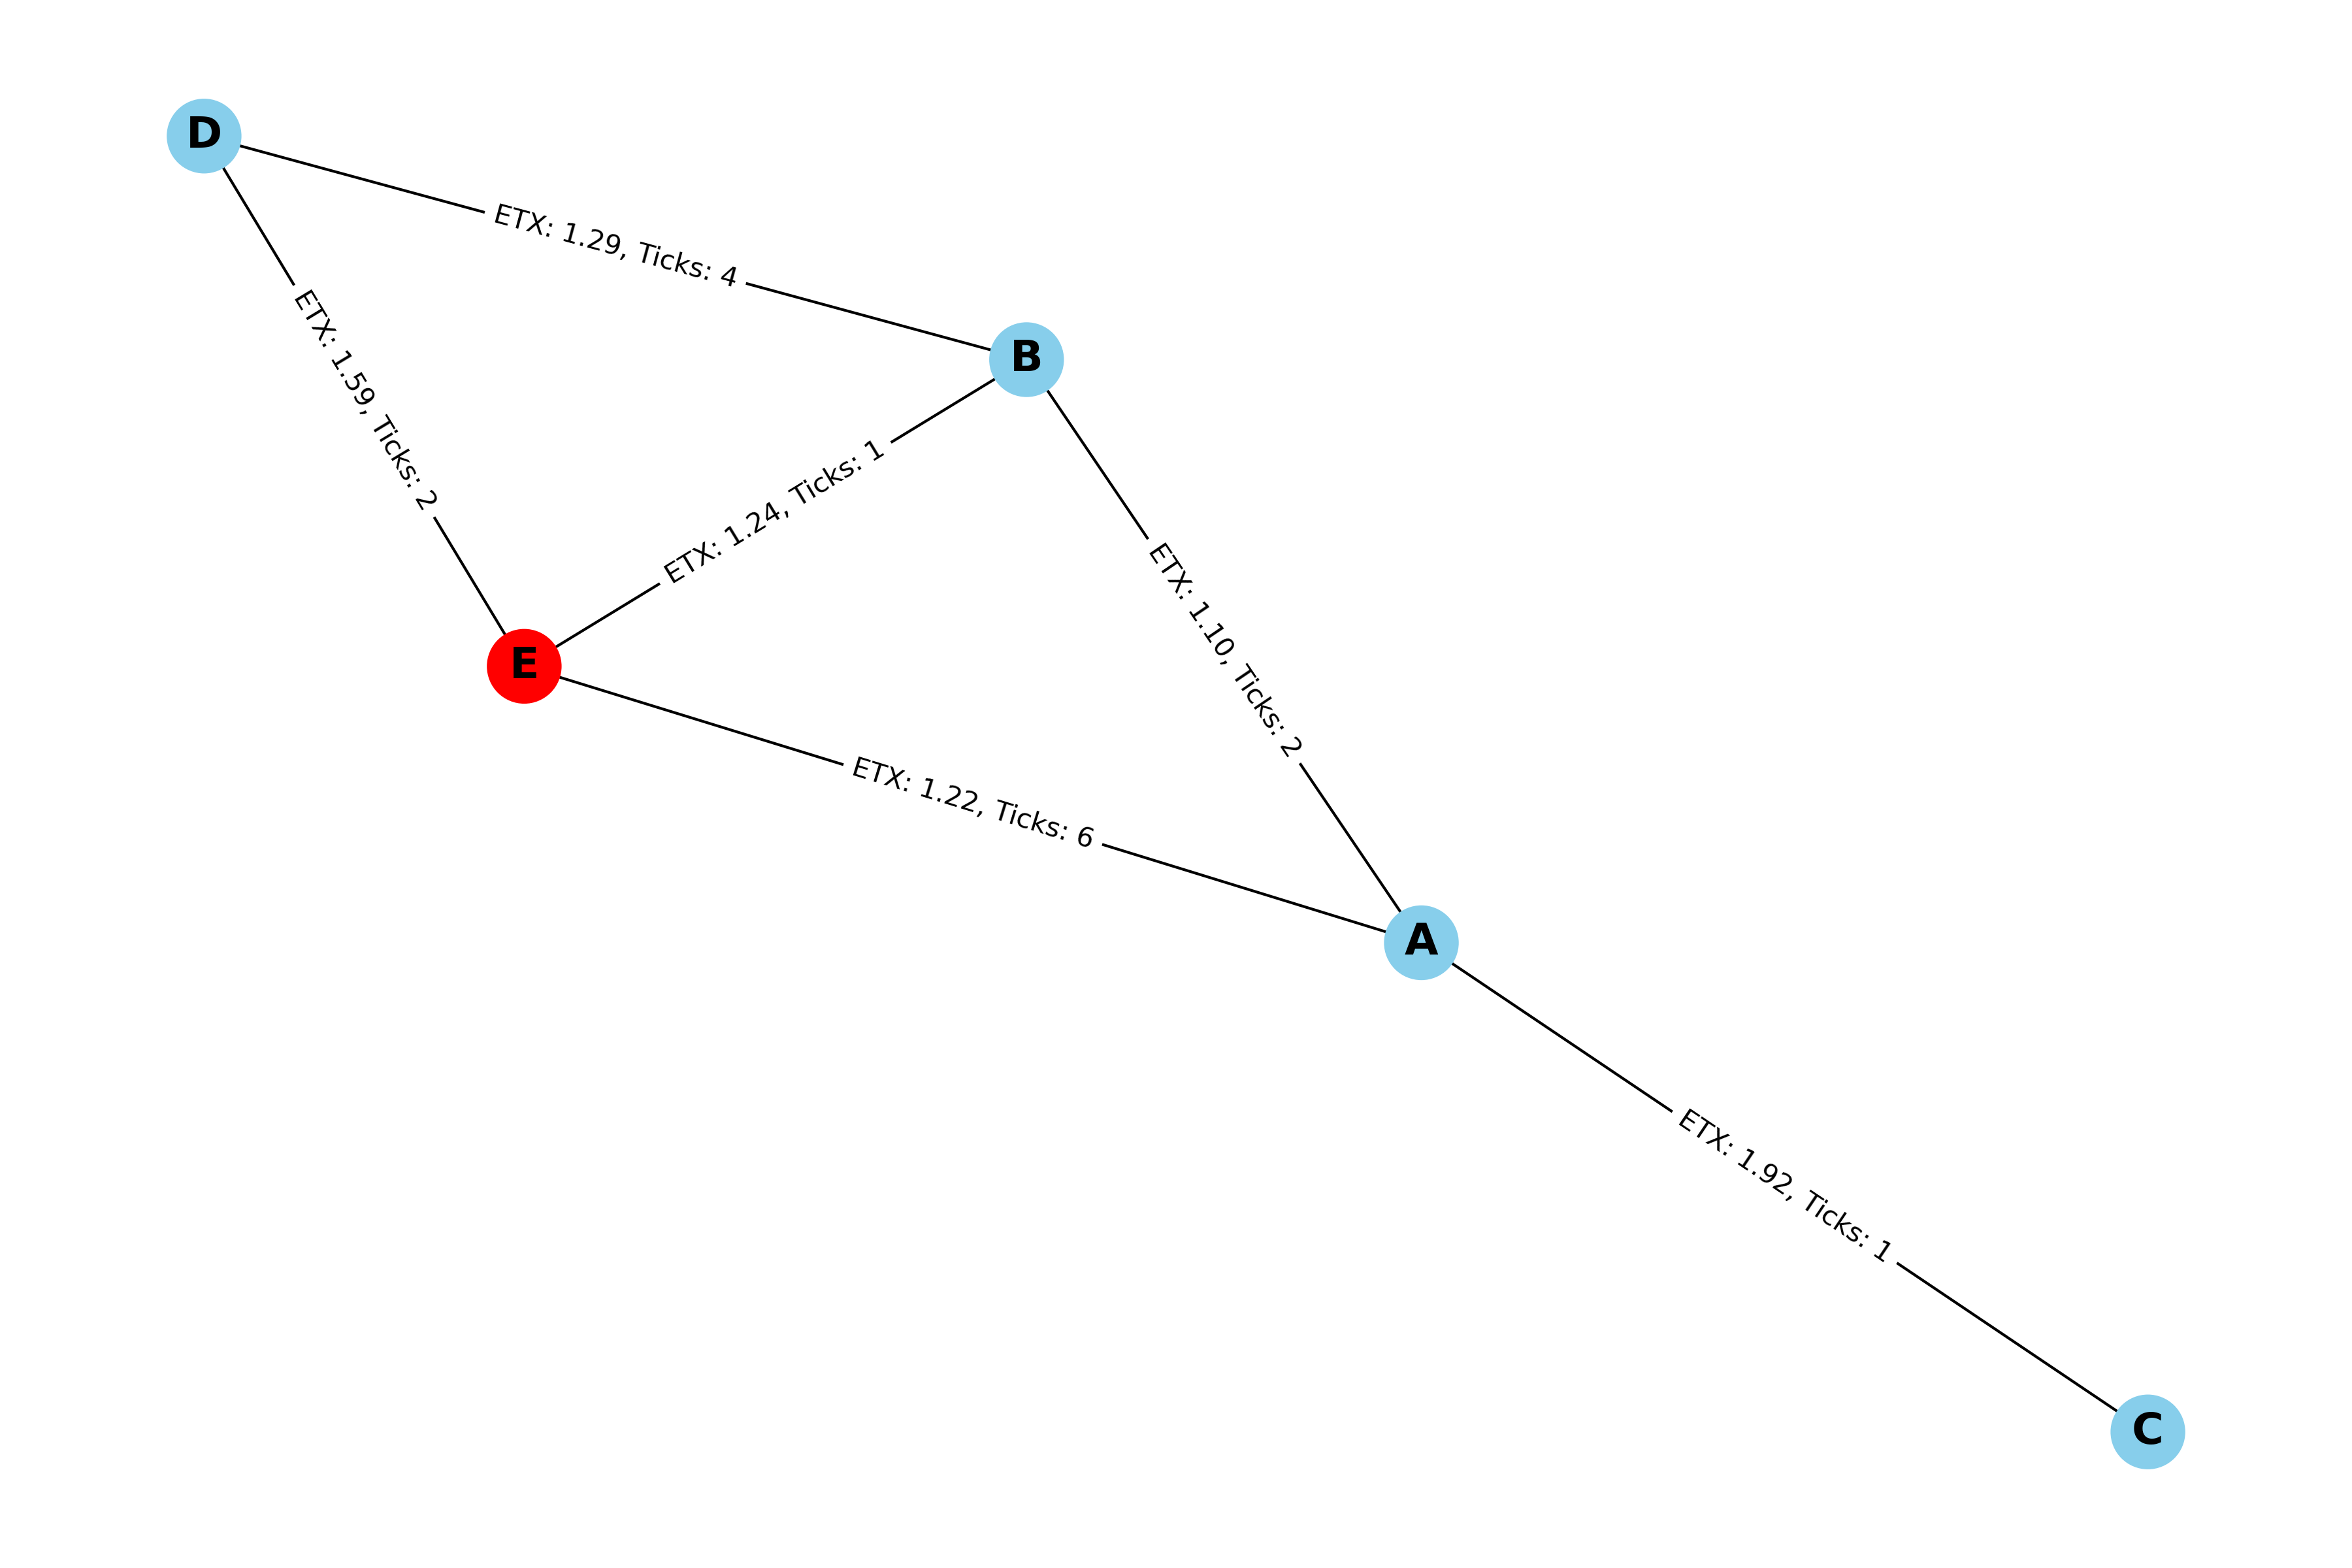 D
ETX: 1.29, Ticks: 4
B
ETX: 1.59, Ticks: 2
ETX: 1.24, Ticks: 1
E
ETX: 1.10, Ticks: 2
ETX: 1.22, Ticks: 6
A
ETX: 1.92, Ticks: 1
C